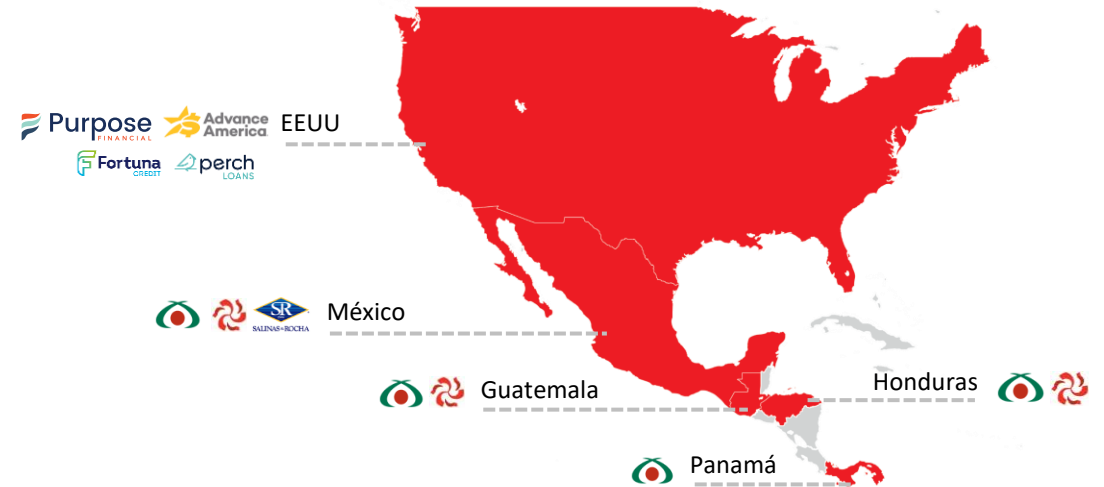 Purpose
FINANCIAL
Advance
America
EEUU
Fortuna
CREDIT
perch
LOANS
SR
SALINAS & ROCHA
México
Guatemala
Honduras
Panamá